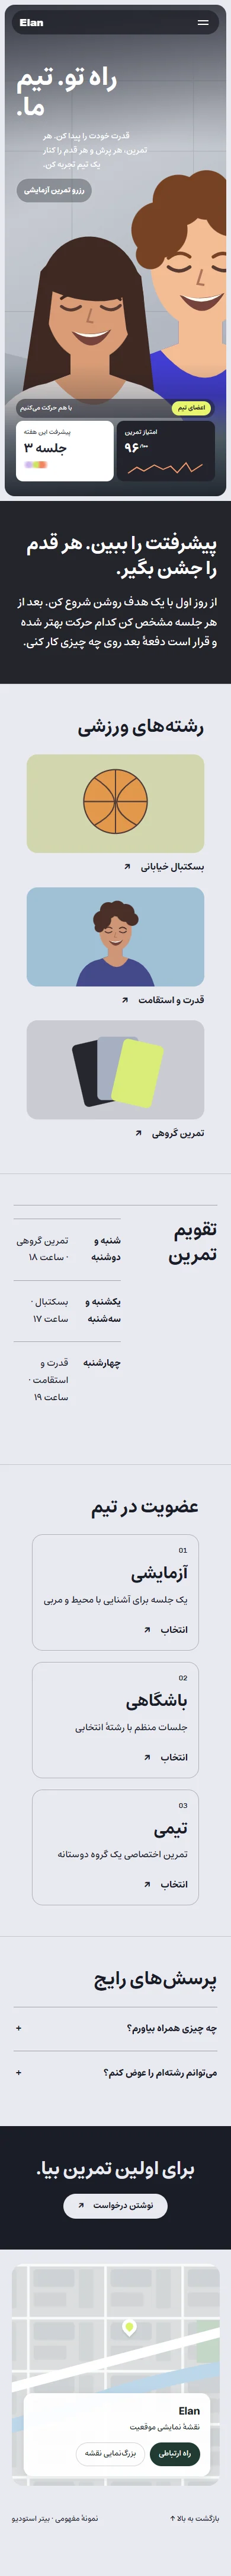 Elan
راه تو. تیم
ما.
قدرت خودت را پیدا کن. هر
تمرین، هر پرش و هر قدم را کنار
یک تیم تجربه کن.
رزرو تمرین آزمایشی
اعضای تیم
با هم حرکت می‌کنیم
امتیاز تمرین
۹۶/۱۰۰
پیشرفت این هفته
۳ جلسه
پیشرفتت را ببین. هر قدم
را جشن بگیر.
از روز اول با یک هدف روشن شروع کن. بعد از
هر جلسه مشخص کن کدام حرکت بهتر شده
و قرار است دفعهٔ بعد روی چه چیزی کار کنی.
رشته‌های ورزشی
بسکتبال خیابانی ↗
قدرت و استقامت ↗
تمرین گروهی ↗
تقویم
تمرین
شنبه و
دوشنبه
تمرین گروهی
· ساعت ۱۸
یکشنبه و
سه‌شنبه
بسکتبال ·
ساعت ۱۷
چهارشنبه
قدرت و
استقامت ·
ساعت ۱۹
عضویت در تیم
01
آزمایشی
یک جلسه برای آشنایی با محیط و مربی
انتخاب ↗
02
باشگاهی
جلسات منظم با رشتهٔ انتخابی
انتخاب ↗
03
تیمی
تمرین اختصاصی یک گروه دوستانه
انتخاب ↗
پرسش‌های رایج
چه چیزی همراه بیاورم؟ +
می‌توانم رشته‌ام را عوض کنم؟ +
برای اولین تمرین بیا.
نوشتن درخواست ↗
Elan
نقشهٔ نمایشی موقعیت
راه ارتباطی
بزرگ‌نمایی نقشه
بازگشت به بالا ↑
نمونهٔ مفهومی · پیتر استودیو